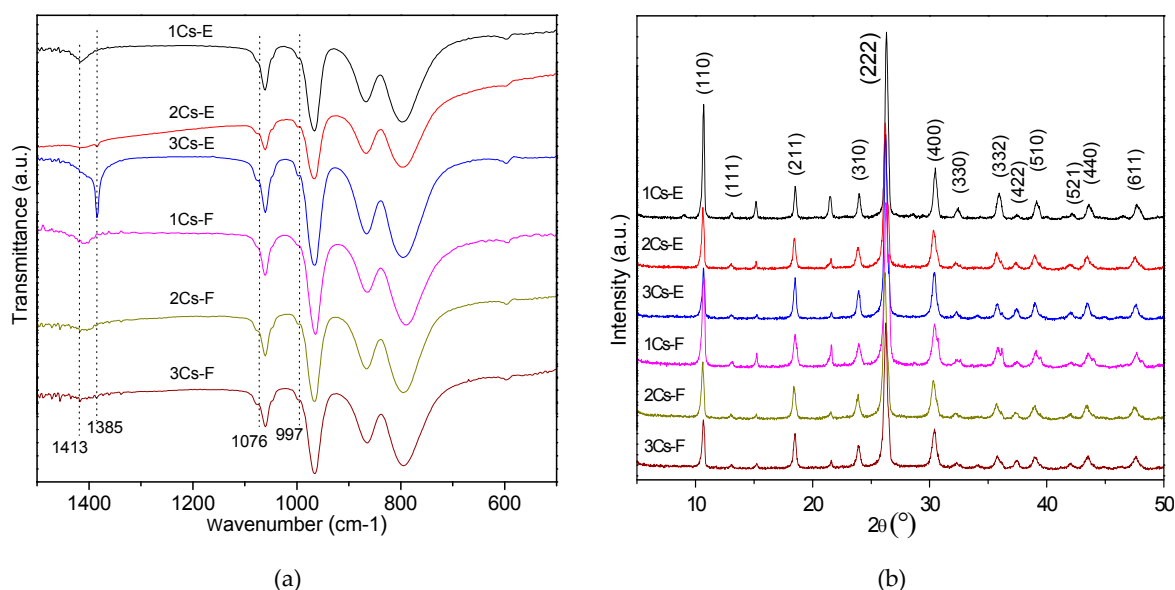 1Cs-E
2Cs-E
3Cs-E
1Cs-F
2Cs-F
3Cs-F
1413
1385
1076
997
1400
1200
1000
800
600
Transmittance (a.u.)
Wavenumber (cm-1)
(a)
(110)
(111)
(211)
(310)
(222)
(400)
(330)
(332)
(422)
(510)
(521)
(440)
(611)
1Cs-E
2Cs-E
3Cs-E
1Cs-F
2Cs-F
3Cs-F
10
20
30
40
50
Intensity (a.u.)
2θ (°)
(b)